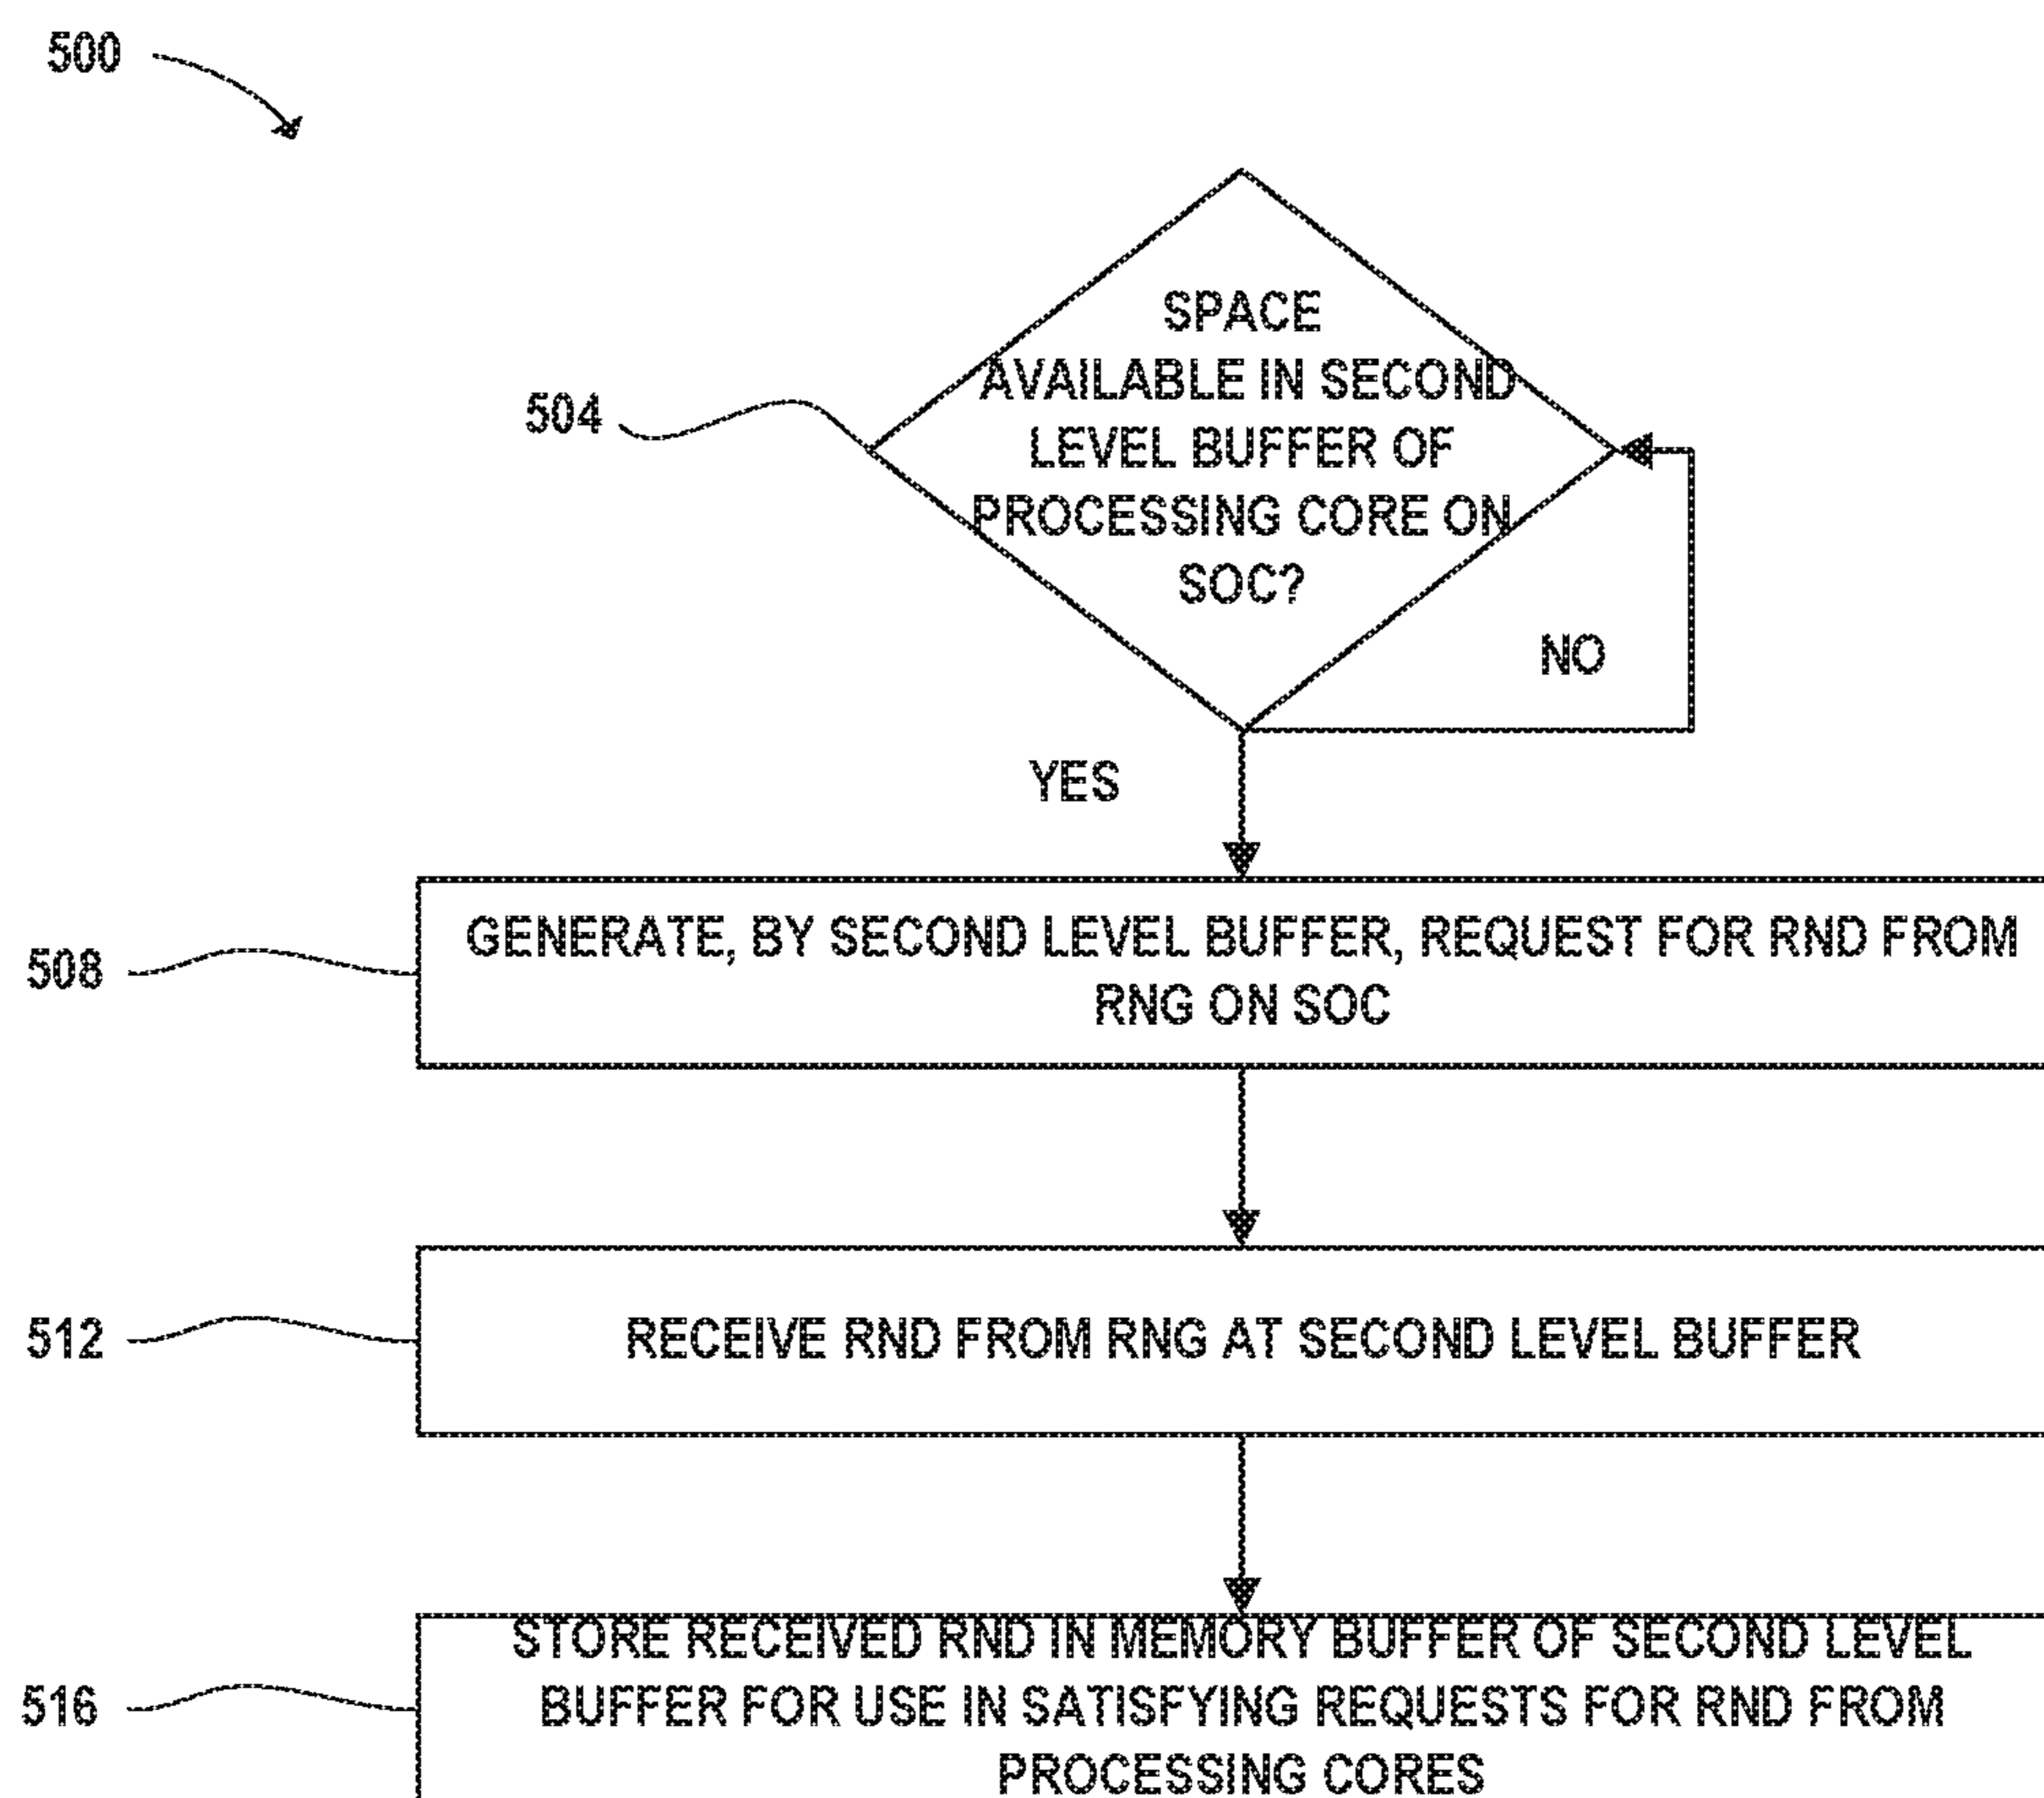 500
SPACE
AVAILABLE IN SECOND
504
LEVEL BUFFER OF
PROCESSING CORE ON
SOC?
NO
YES
GENERATE, BY SECOND LEVEL BUFFER, REQUEST FOR RND FROM
508
RNG ON SOC
512
RECEIVE RND FROM RNG AT SECOND LEVEL BUFFER
STORE RECEIVED RND IN MEMORY BUFFER OF SECOND LEVEL
516
BUFFER FOR USE IN SATISFYING REQUESTS FOR RND FROM
PROCESSING CORES